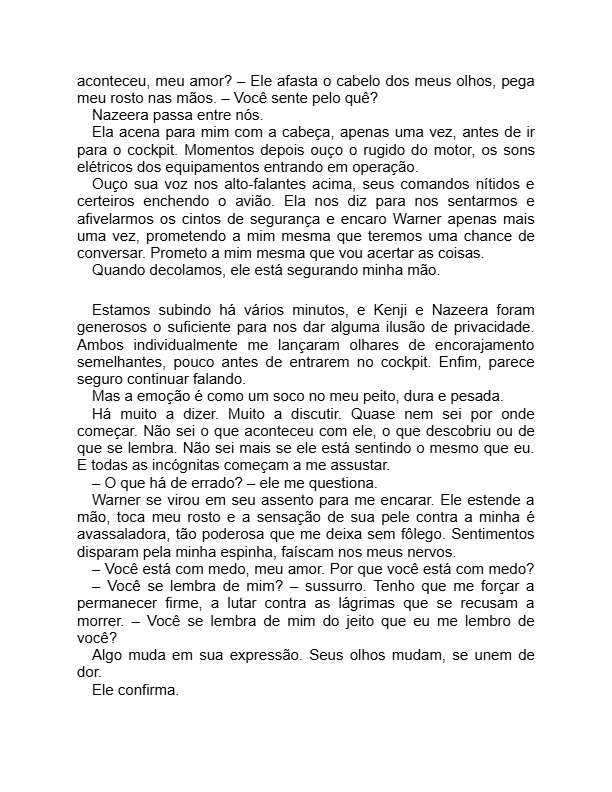 aconteceu, meu amor? – Ele afasta o cabelo dos meus olhos, pega
meu rosto nas mãos. – Você sente pelo quê?
Nazeera passa entre nós.
Ela acena para mim com a cabeça, apenas uma vez, antes de ir
para o cockpit. Momentos depois ouço o rugido do motor, os sons
elétricos dos equipamentos entrando em operação.
Ouço sua voz nos alto-falantes acima, seus comandos nítidos e
certeiros enchendo o avião. Ela nos diz para nos sentarmos e
afivelarmos os cintos de segurança e encaro Warner apenas mais
uma vez, prometendo a mim mesma que teremos uma chance de
conversar. Prometo a mim mesma que vou acertar as coisas.
Quando decolamos, ele está segurando minha mão.
Estamos subindo há vários minutos, e Kenji e Nazeera foram
generosos o suficiente para nos dar alguma ilusão de privacidade.
Ambos individualmente me lançaram olhares de encorajamento
semelhantes, pouco antes de entrarem no cockpit. Enfim, parece
seguro continuar falando.
Mas a emoção é como um soco no meu peito, dura e pesada.
Há muito a dizer. Muito a discutir. Quase nem sei por onde
começar. Não sei o que aconteceu com ele, o que descobriu ou de
que se lembra. Não sei mais se ele está sentindo o mesmo que eu.
E todas as incógnitas começam a me assustar.
– O que há de errado? – ele me questiona.
Warner se virou em seu assento para me encarar. Ele estende a
mão, toca meu rosto e a sensação de sua pele contra a minha é
avassaladora, tão poderosa que me deixa sem fôlego. Sentimentos
disparam pela minha espinha, faíscam nos meus nervos.
– Você está com medo, meu amor. Por que você está com medo?
– Você se lembra de mim? – sussurro. Tenho que me forçar a
permanecer firme, a lutar contra as lágrimas que se recusam a
morrer. – Você se lembra de mim do jeito que eu me lembro de
você?
Algo muda em sua expressão. Seus olhos mudam, se unem de
dor.
Ele confirma.